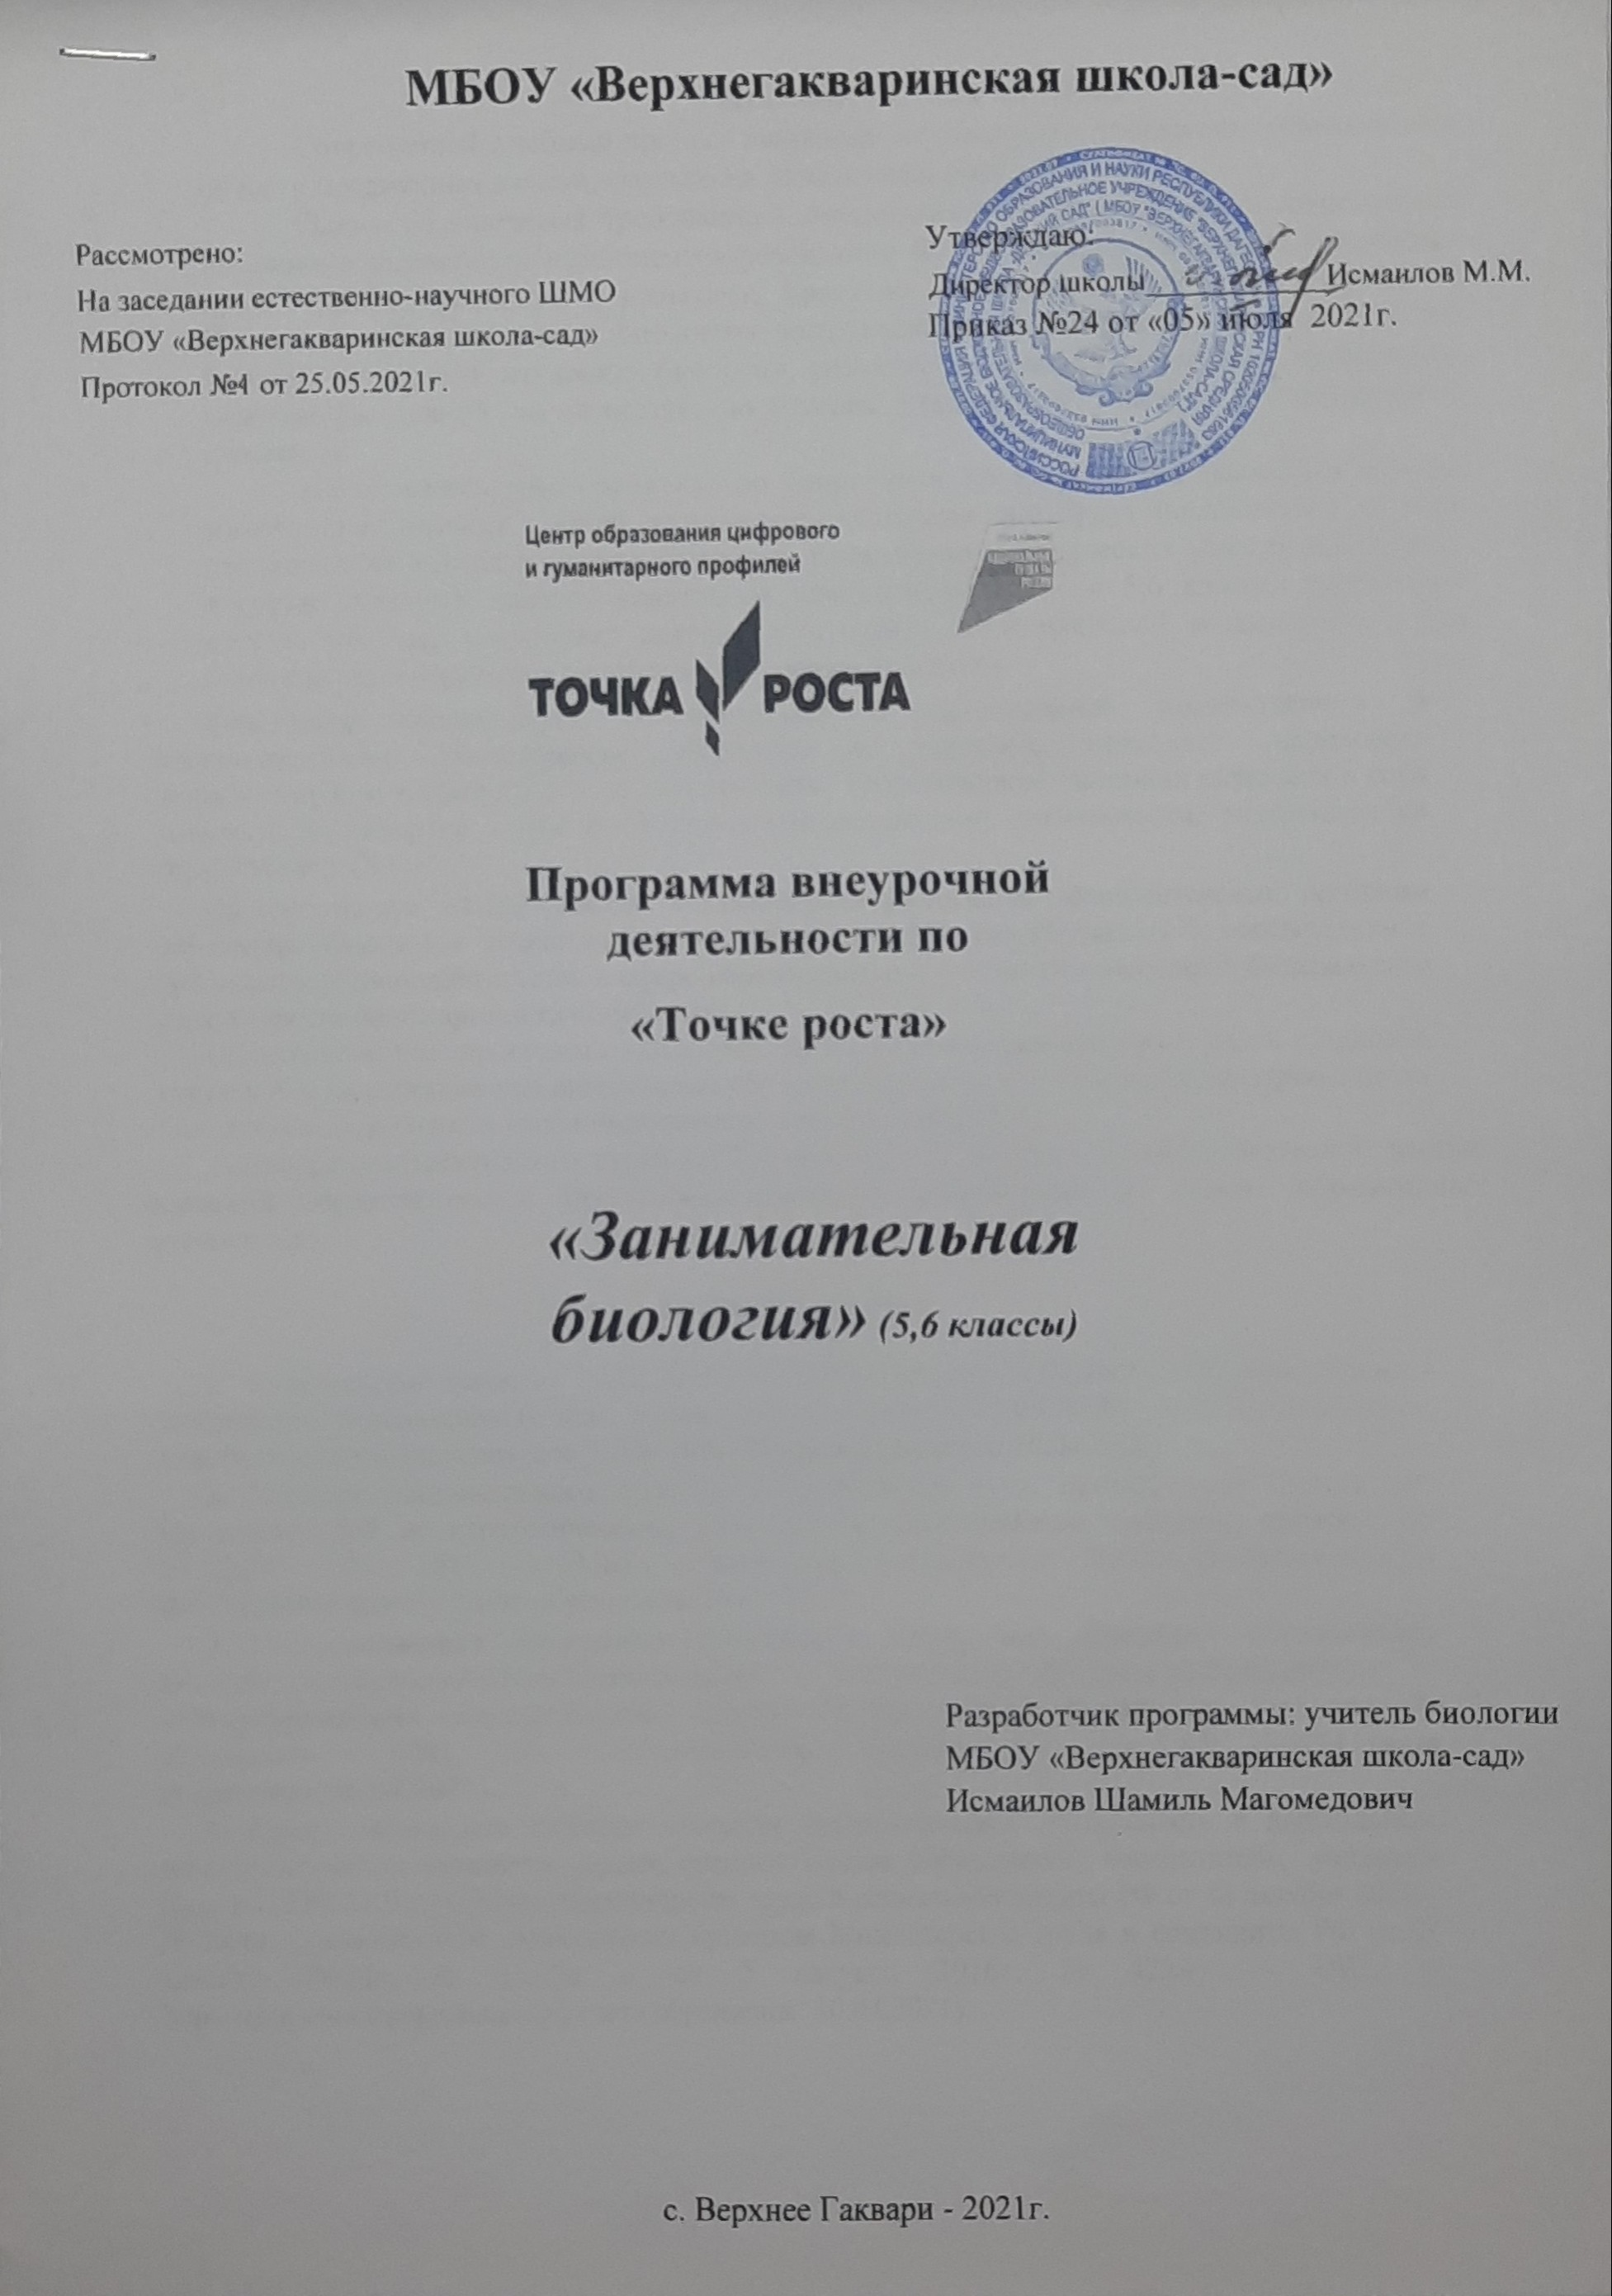 МБОУ «Верхнегакваринская школа-сад»
Рассмотрено:
На заседании естественно-научного ШМО
МБОУ «Верхнегакваринская школа-сад»
Протокол №4 от 25.05.2021г.
Утверждаю:
Директор школы Исмаилов М.М.
Приказ №24 от «05» июля 2021г.
Центр образования цифрового
и гуманитарного профилей
ТОЧКА РОСТА
Программа внеурочной
деятельности по
«Точке роста»
«Занимательная
биология» (5,6 классы)
Разработчик программы: учитель биологии
МБОУ «Верхнегакваринская школа-сад»
Исмаилов Шамиль Магомедович
с. Верхнее Гаквари - 2021г.